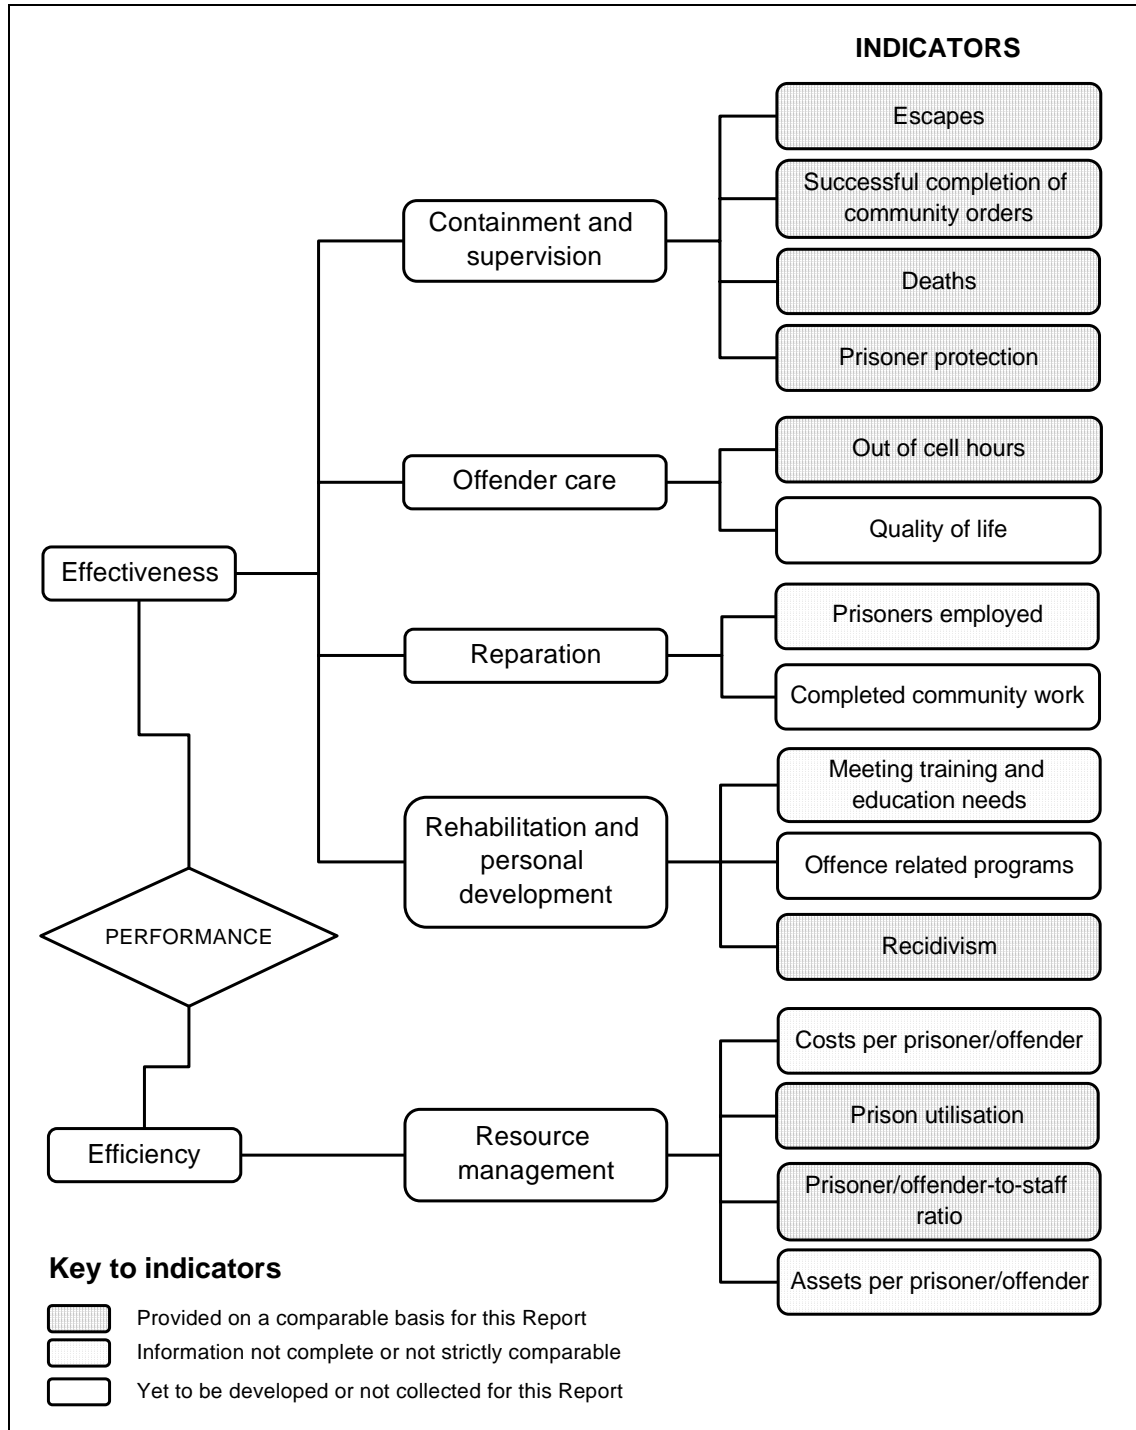 INDICATORS
Escapes
Successful completion of
community orders
Containment and
supervision
Deaths
Prisoner protection
Out of cell hours
Offender care
Quality of life
Effectiveness
Prisoners employed
Reparation
Completed community work
Meeting training and
education needs
Rehabilitation and
personal
development
Offence related programs
Recidivism
PERFORMANCE
Costs per prisoner/offender
Prison utilisation
Efficiency
Resource
management
Prisoner/offender-to-staff
ratio
Assets per prisoner/offender
Key to indicators
Provided on a comparable basis for this Report
Information not complete or not strictly comparable
Yet to be developed or not collected for this Report